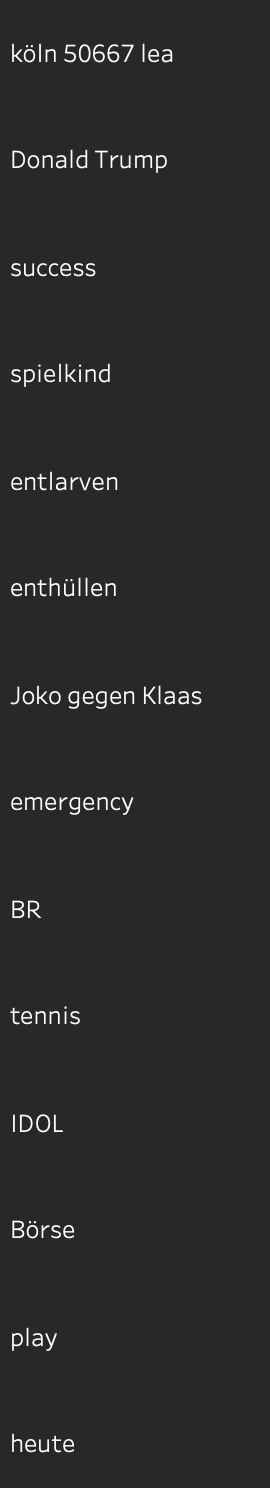 köln 50667 lea
Donald Trump
success
spielkind
entlarven
enthüllen
Joko gegen Klaas
emergency
BR
tennis
IDOL
Börse
play
heute